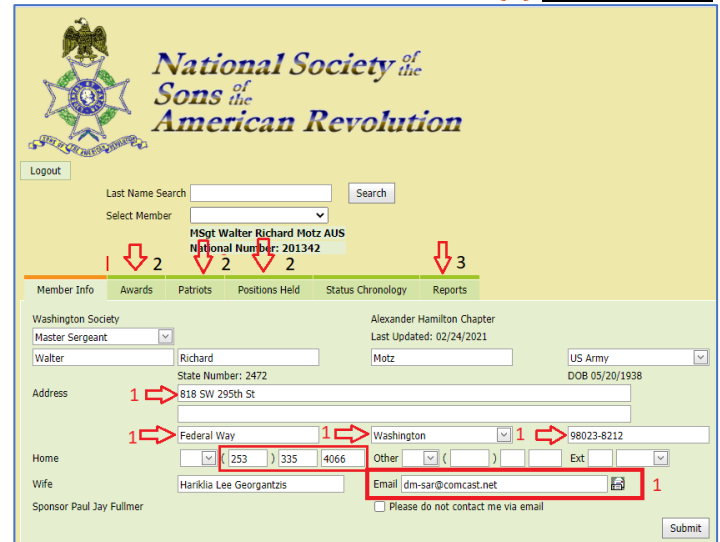 National Society of the
Sons of the
American Revolution
SONS OF THE AMERICAN REVOLUTION
Logout
Last Name Search Search
Select Member
MSgt Walter Richard Motz AUS
National Number: 201342
2 2 2 3
Member Info Awards Patriots Positions Held Status Chronology Reports
Washington Society Alexander Hamilton Chapter
Master Sergeant Last Updated: 02/24/2021
Walter Richard Motz US Army
State Number: 2472 DOB 05/20/1938
Address 1 818 SW 295th St
1 Federal Way 1 Washington 1 98023-8212
Home ( 253 ) 335 4066 Other ( ) Ext
Wife Hariklia Lee Georgantzis Email dm-sar@comcast.net 1
Sponsor Paul Jay Fullmer Please do not contact me via email
Submit